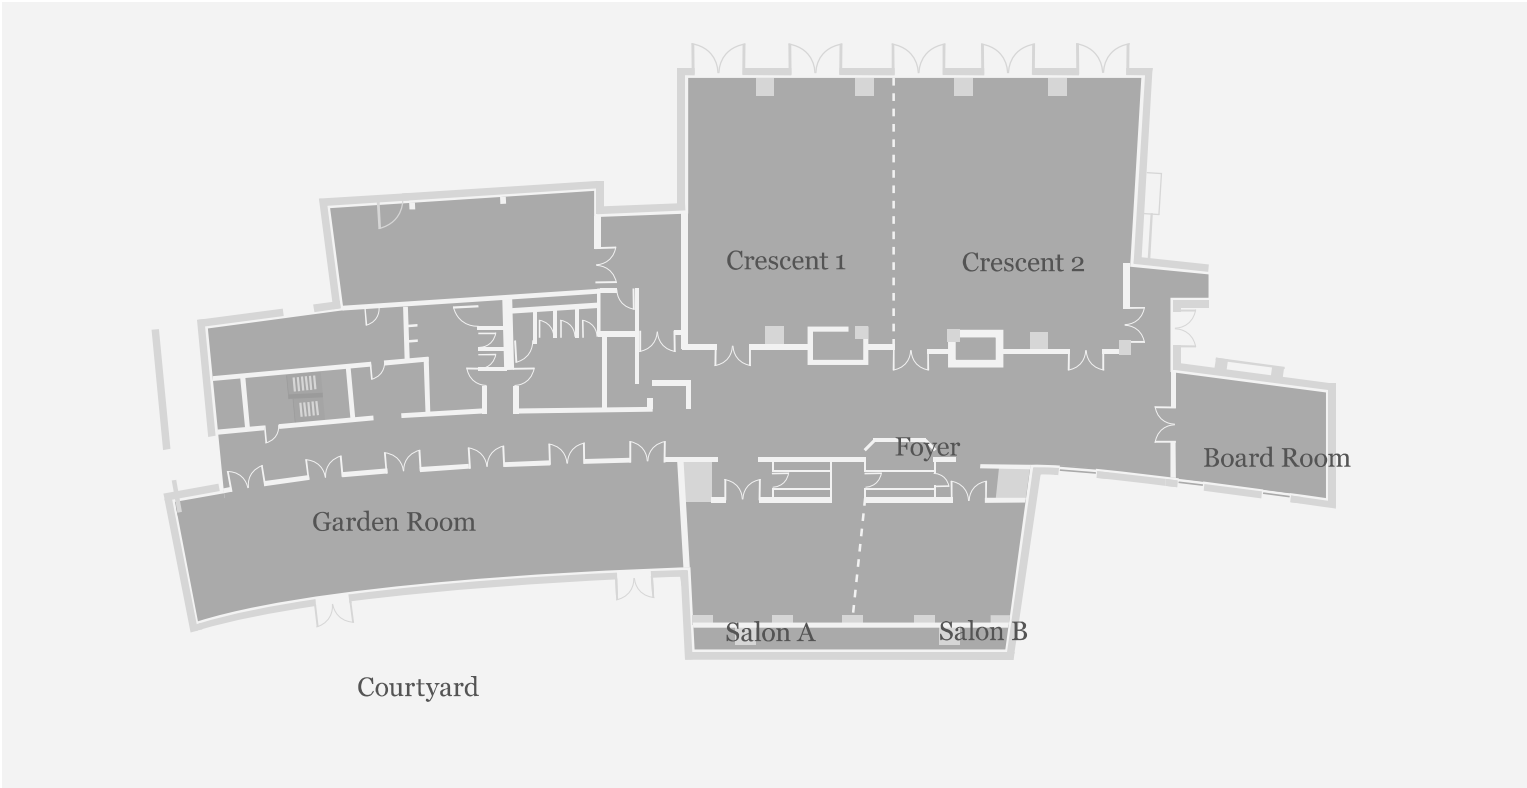 Crescent 1
Crescent 2
Foyer
Board Room
Garden Room
Salon A
Salon B
Courtyard